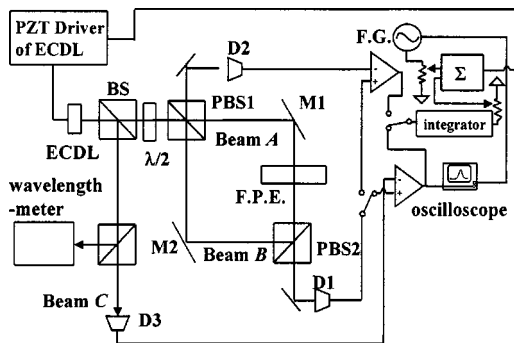 PZT Driver
of ECDL
D2
F.G.
Σ
BS
PBS1
M1
integrator
ECDL
λ/2
Beam A
F.P.E.
oscilloscope
wavelength
-meter
M2
Beam B
PBS2
D1
Beam C
D3
-
+
-
+